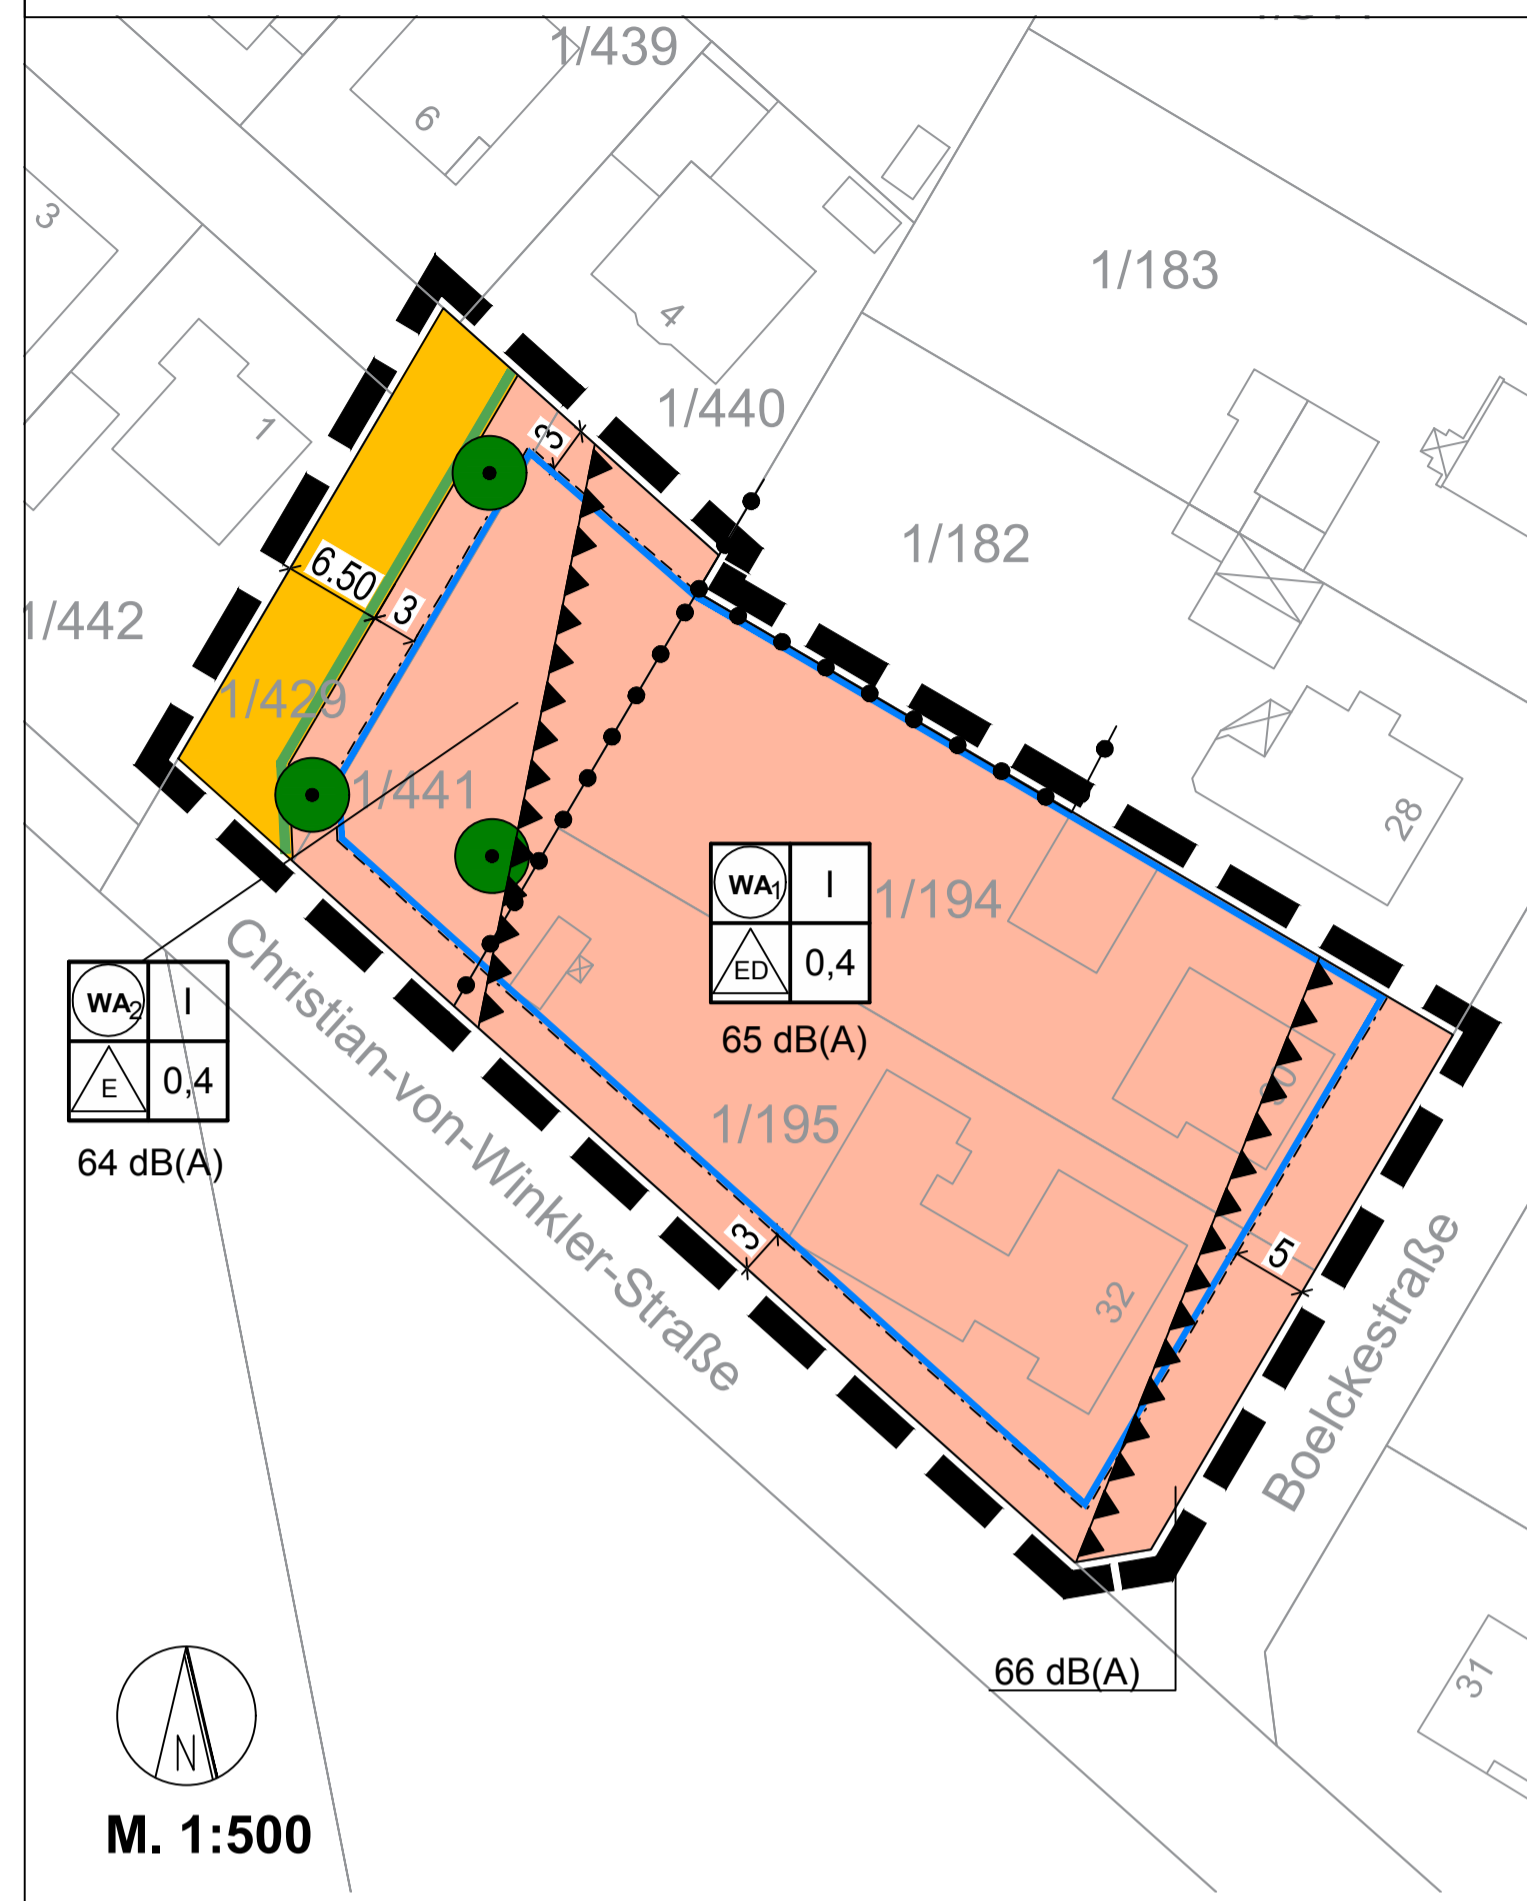 1/439
6
3
1/183
4
1
1/440
3
1/182
6.50
3
1/442
1/429
1/441
28
WA1
I
1/194
ED
0,4
WA2
I
65 dB(A)
E
0,4
1/195
64 dB(A)
Christian-von-Winkler-Straße
3
5
32
Boelckestraße
66 dB(A)
31
N
M. 1:500